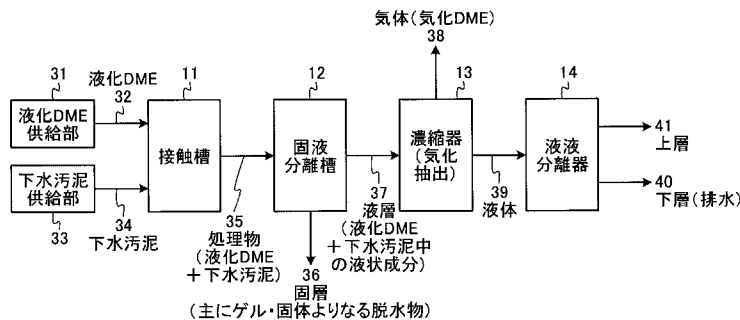 気体(気化DME)
38
31
液化DME
32
11
12
13
14
液化DME
供給部
接触槽
固液
分離槽
濃縮器
(気化
抽出)
液液
分離器
41
上層
下水汚泥
供給部
33
34
下水汚泥
35
処理物
(液化DME
+下水汚泥)
37
液層
(液化DME
+下水汚泥中
の液状成分)
39
液体
40
下層(排水)
36
固層
(主にゲル・固体よりなる脱水物)